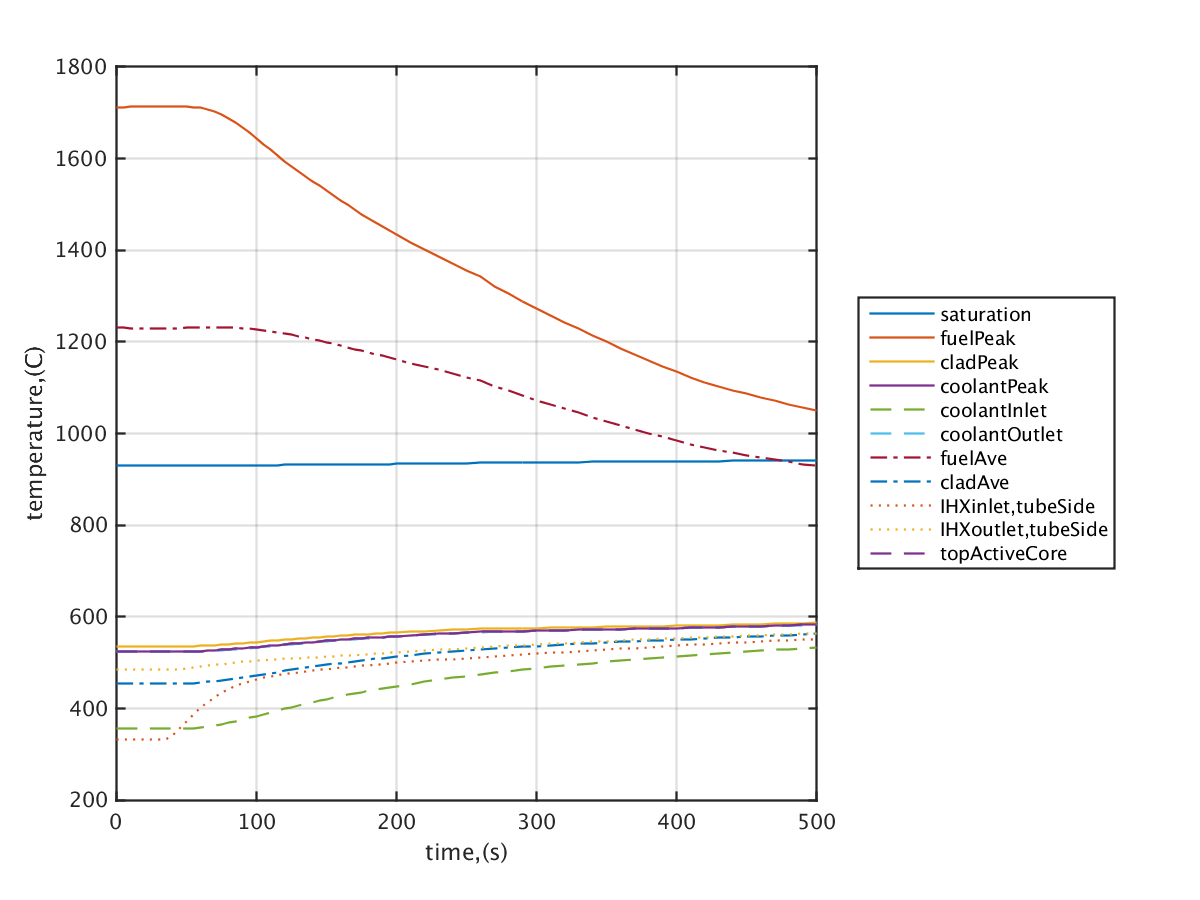 1800
1600
1400
1200
1000
800
600
400
200
0
100
200
300
400
500
temperature,(C)
time,(s)
saturation
fuelPeak
cladPeak
coolantPeak
coolantInlet
coolantOutlet
fuelAve
cladAve
IHXinlet,tubeSide
IHXoutlet,tubeSide
topActiveCore